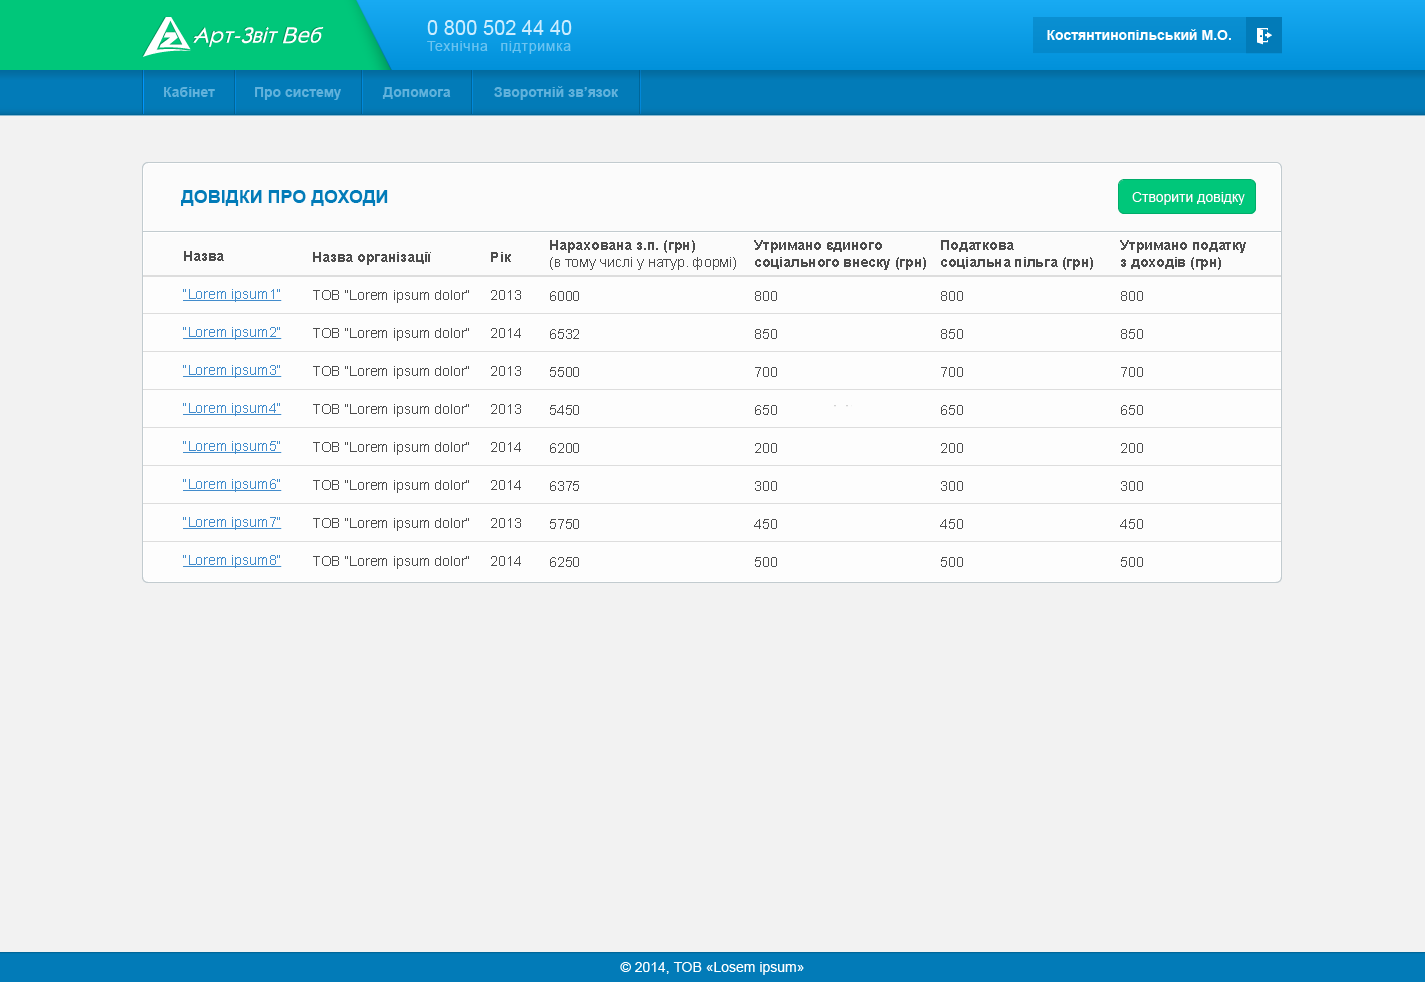 Арт-Звіт Веб
0 800 502 44 40
Технічна підтримка
Костянтинопільський М.О.
Кабінет Про систему Допомога Зворотній зв'язок
ДОВІДКИ ПРО ДОХОДИ
Створити довідку
Назва Назва організації Рік Нарахована з.п. (грн) (в тому числі у натур. формі) Утримано єдиного соціального внеску (грн) Податкова соціальна пільга (грн) Утримано податку з доходів (грн)
"Lorem ipsum1" ТОВ "Lorem ipsum dolor" 2013 6000 800 800 800
"Lorem ipsum2" ТОВ "Lorem ipsum dolor" 2014 6532 850 850 850
"Lorem ipsum3" ТОВ "Lorem ipsum dolor" 2013 5500 700 700 700
"Lorem ipsum4" ТОВ "Lorem ipsum dolor" 2013 5450 650 650 650
"Lorem ipsum5" ТОВ "Lorem ipsum dolor" 2014 6200 200 200 200
"Lorem ipsum6" ТОВ "Lorem ipsum dolor" 2014 6375 300 300 300
"Lorem ipsum7" ТОВ "Lorem ipsum dolor" 2013 5750 450 450 450
"Lorem ipsum8" ТОВ "Lorem ipsum dolor" 2014 6250 500 500 500
© 2014, ТОВ «Losem ipsum»